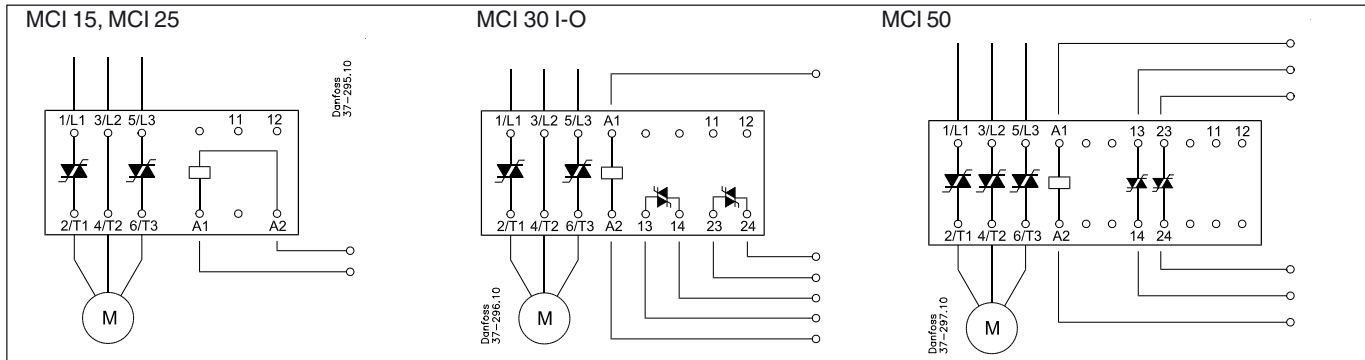 MCI 15, MCI 25
Danfoss
37-295.10
1/L1 3/L2 5/L3 11 12
2/T1 4/T2 6/T3 A1 A2
M
MCI 30 I-O
1/L1 3/L2 5/L3 A1 11 12
2/T1 4/T2 6/T3 A2 13 14 23 24
Danfoss
37-296.10
M
MCI 50
1/L1 3/L2 5/L3 A1 13 23 11 12
2/T1 4/T2 6/T3 A2 14 24
Danfoss
37-297.10
M